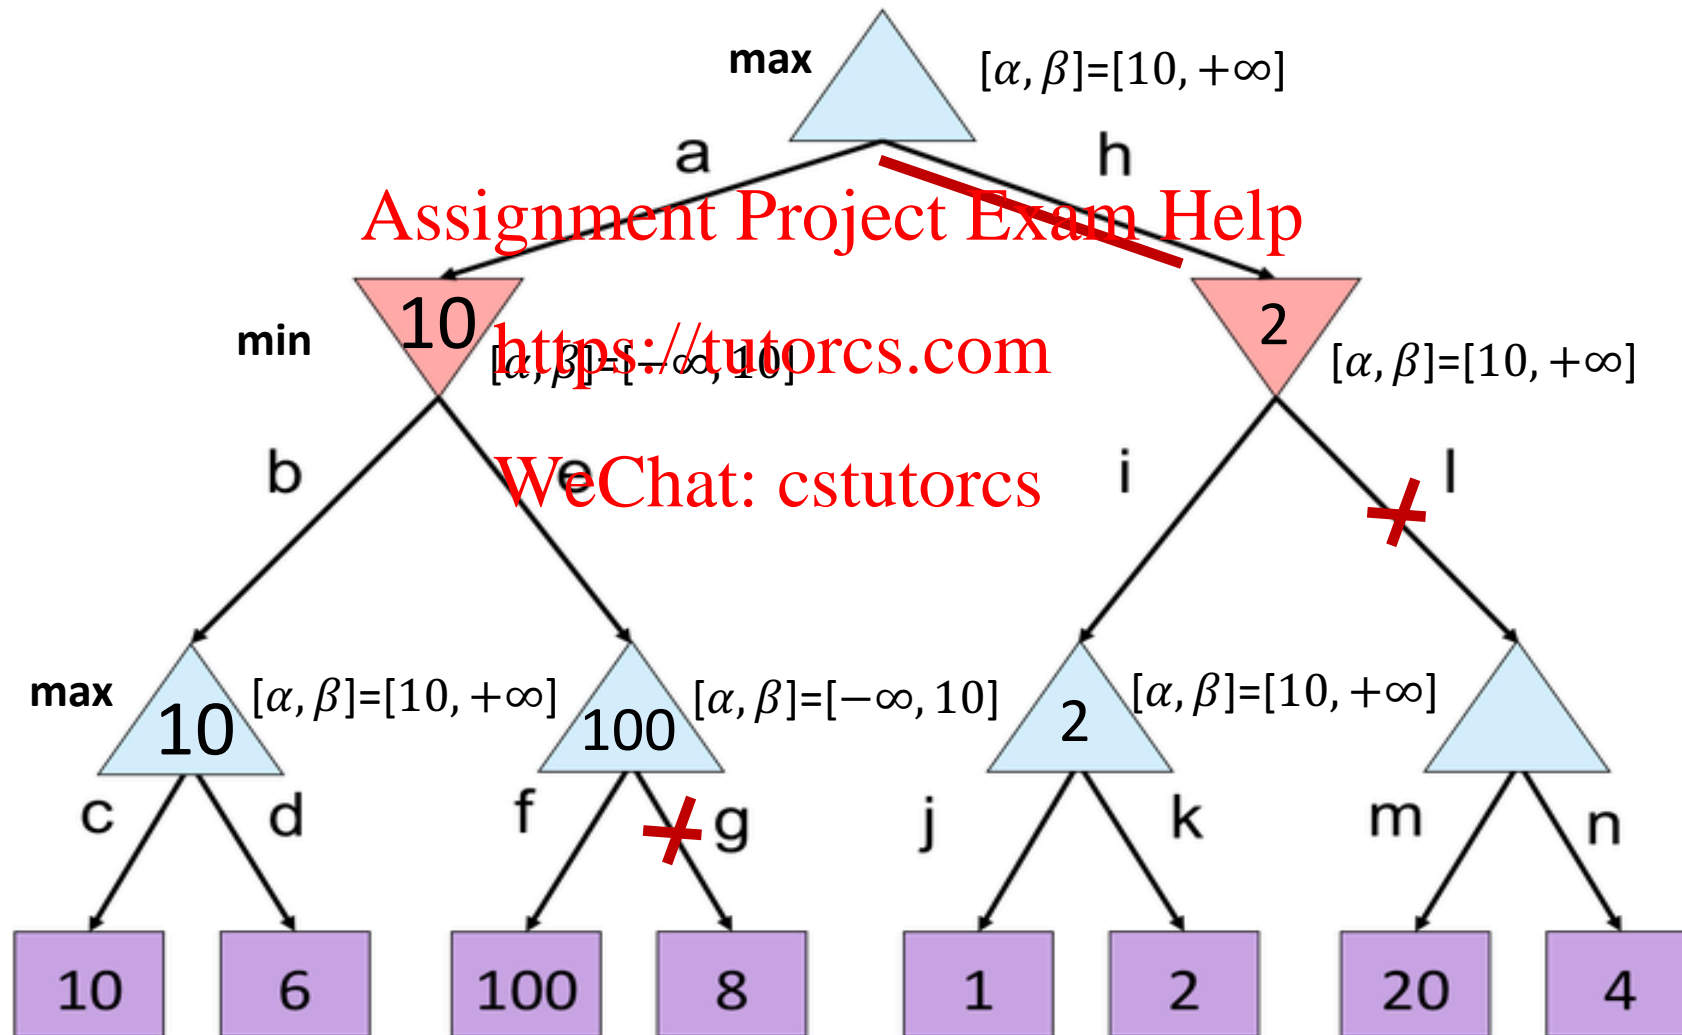 max [α, β]=[10, +∞]
a h
Assignment Project Exam Help
min 10 [α, β]=[−∞, 10] 2 [α, β]=[10, +∞]
https://tutorcs.com
b e i l
WeChat: cstutorcs
max 10 [α, β]=[10, +∞] 100 [α, β]=[−∞, 10] 2 [α, β]=[10, +∞]
c d f g j k m n
10 6 100 8 1 2 20 4